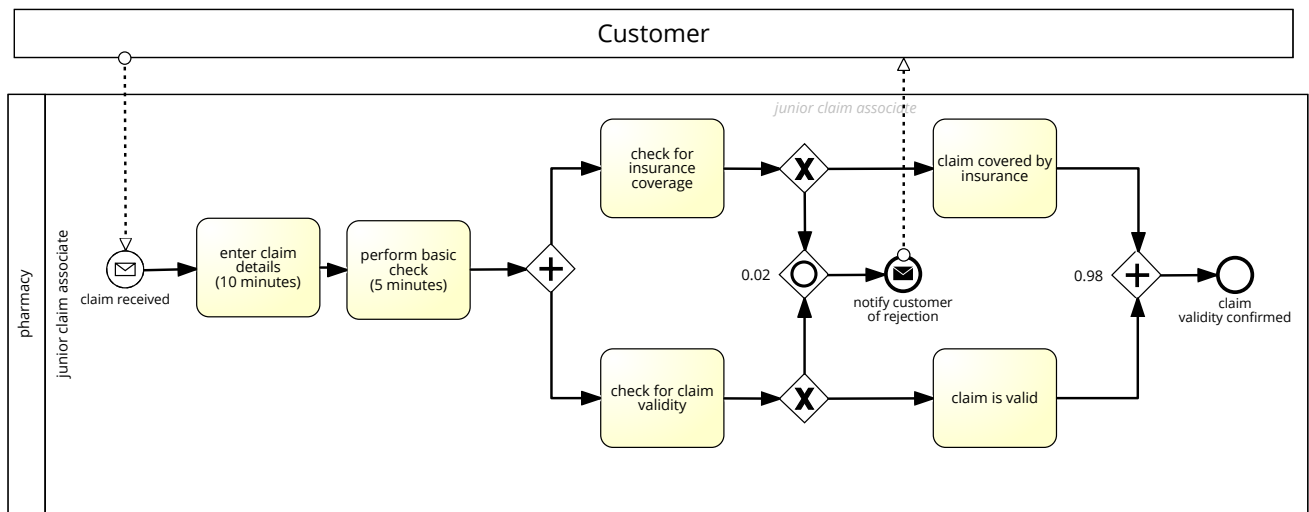 Customer
junior claim associate
pharmacy
junior claim associate
claim received
enter claim
details
(10 minutes)
perform basic
check
(5 minutes)
check for
insurance
coverage
check for claim
validity
0.02
notify customer
of rejection
claim covered by
insurance
claim is valid
0.98
claim
validity confirmed